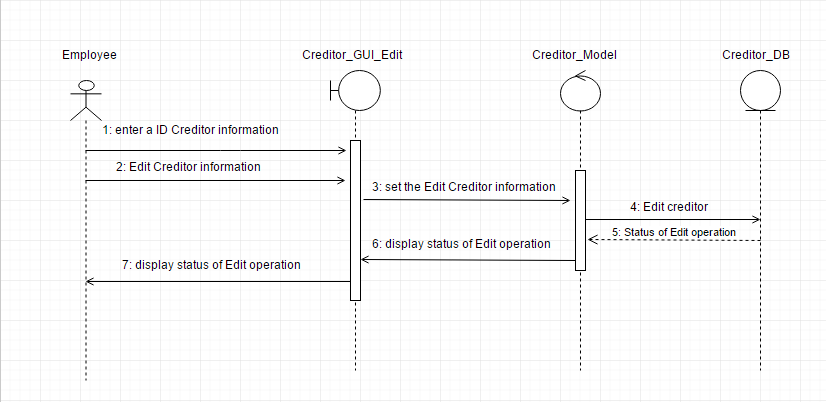 Employee
Creditor_GUI_Edit
Creditor_Model
Creditor_DB
1: enter a ID Creditor information
2: Edit Creditor information
3: set the Edit Creditor information
4: Edit creditor
5: Status of Edit operation
6: display status of Edit operation
7: display status of Edit operation